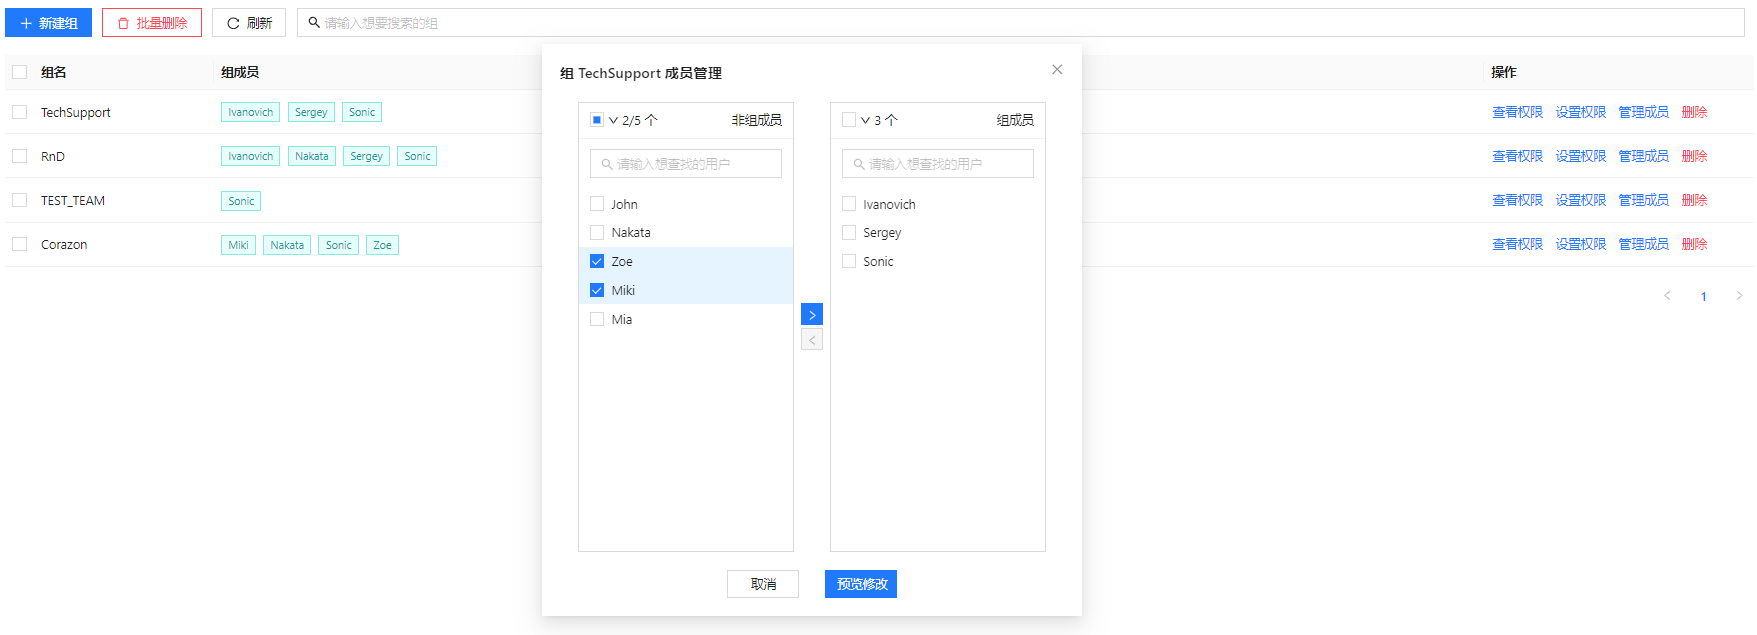 新建组 批量删除 刷新 请输入想要搜索的组
组名 组成员 操作
TechSupport Ivanovich Sergey Sonic 查看权限 设置权限 管理成员 删除
RnD Ivanovich Nakata Sergey Sonic 查看权限 设置权限 管理成员 删除
TEST_TEAM Sonic 查看权限 设置权限 管理成员 删除
Corazon Miki Nakata Sonic Zoe 查看权限 设置权限 管理成员 删除
< 1 >
组 TechSupport 成员管理
2/5 个 非组成员
请输入想查找的用户
John
Nakata
Zoe
Miki
Mia
3 个 组成员
请输入想查找的用户
Ivanovich
Sergey
Sonic
取消 预览修改